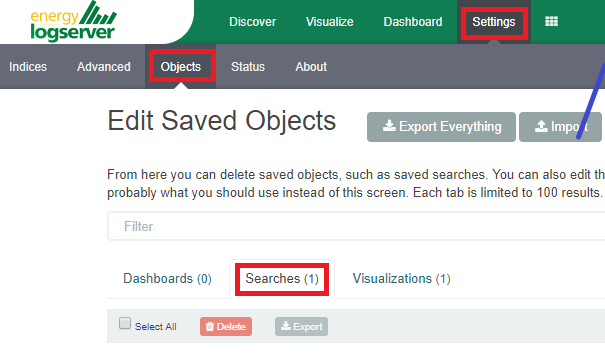 energy
logserver
Discover Visualize Dashboard Settings
Indices Advanced Objects Status About
Edit Saved Objects
Export Everything
From here you can delete saved objects, such as saved searches. You can also edit
probably what you should use instead of this screen. Each tab is limited to 100 results.
Filter
Dashboards (0) Searches (1) Visualizations (1)
Select All Delete Export